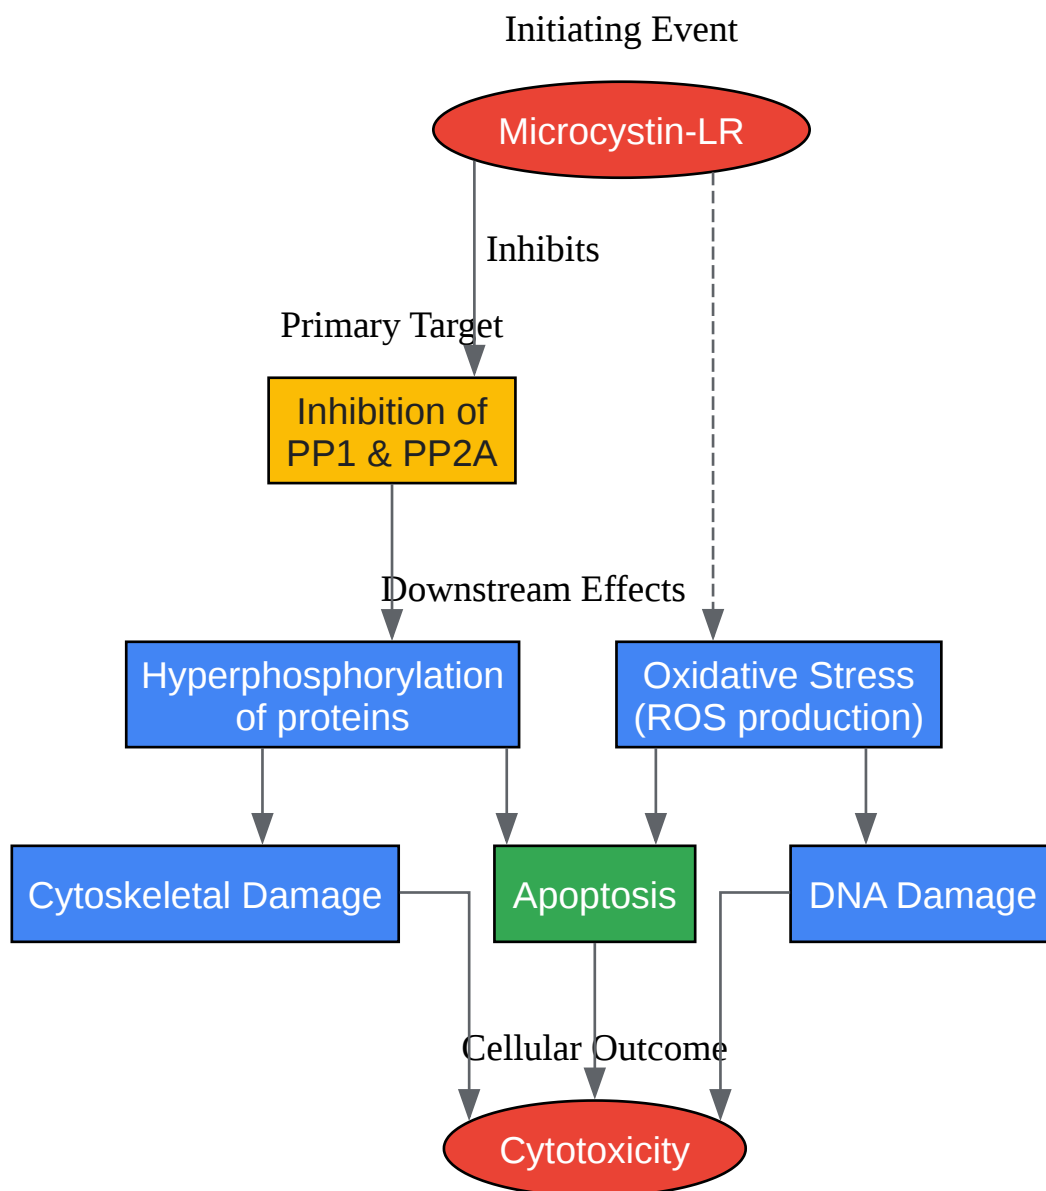 Initiating Event
Microcystin-LR
Inhibits
Primary Target
Inhibition of
PP1 & PP2A
Downstream Effects
Hyperphosphorylation
of proteins
Oxidative Stress
(ROS production)
Cytoskeletal Damage
Apoptosis
DNA Damage
Cellular Outcome
Cytotoxicity